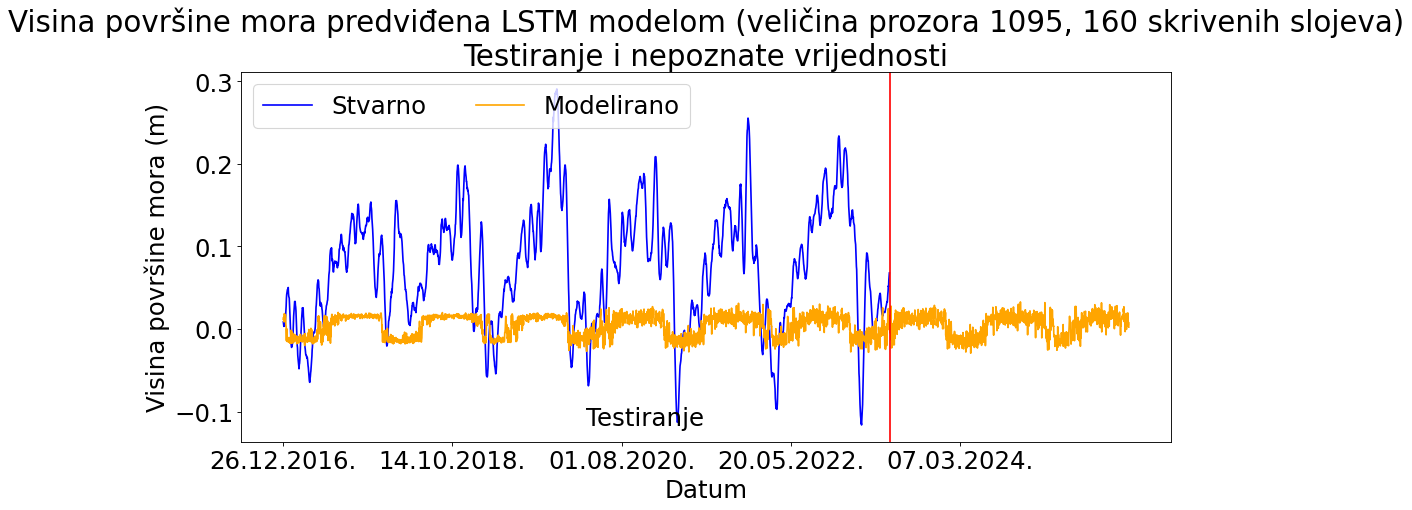 Visina površine mora predviđena LSTM modelom (veličina prozora 1095, 160 skrivenih slojeva)
Testiranje i nepoznate vrijednosti
Stvarno
Modelirano
Visina površine mora (m)
0.3
0.2
0.1
0.0
−0.1
Testiranje
26.12.2016.
14.10.2018.
01.08.2020.
20.05.2022.
07.03.2024.
Datum